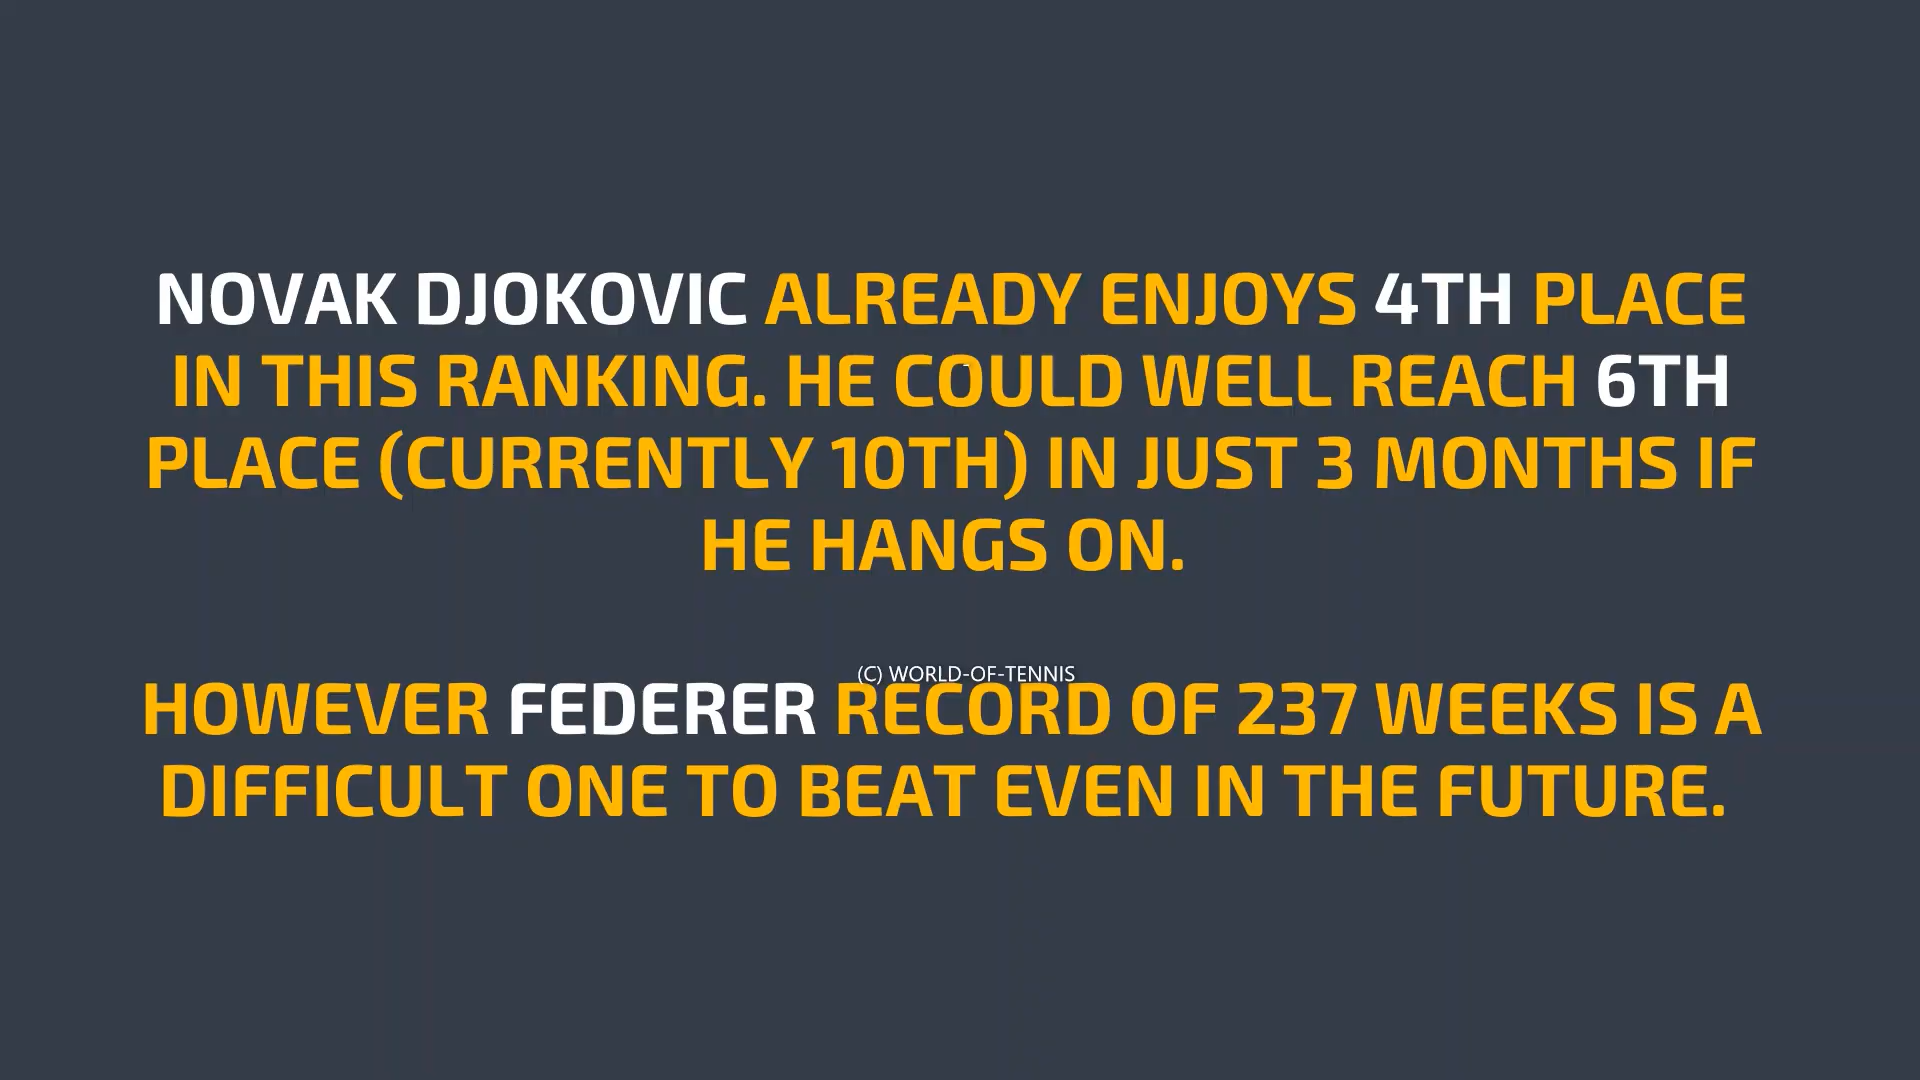 NOVAK DJOKOVIC ALREADY ENJOYS 4TH PLACE
IN THIS RANKING. HE COULD WELL REACH 6TH
PLACE (CURRENTLY 10TH) IN JUST 3 MONTHS IF
HE HANGS ON.
(C) WORLD-OF-TENNIS
HOWEVER FEDERER RECORD OF 237 WEEKS IS A
DIFFICULT ONE TO BEAT EVEN IN THE FUTURE.